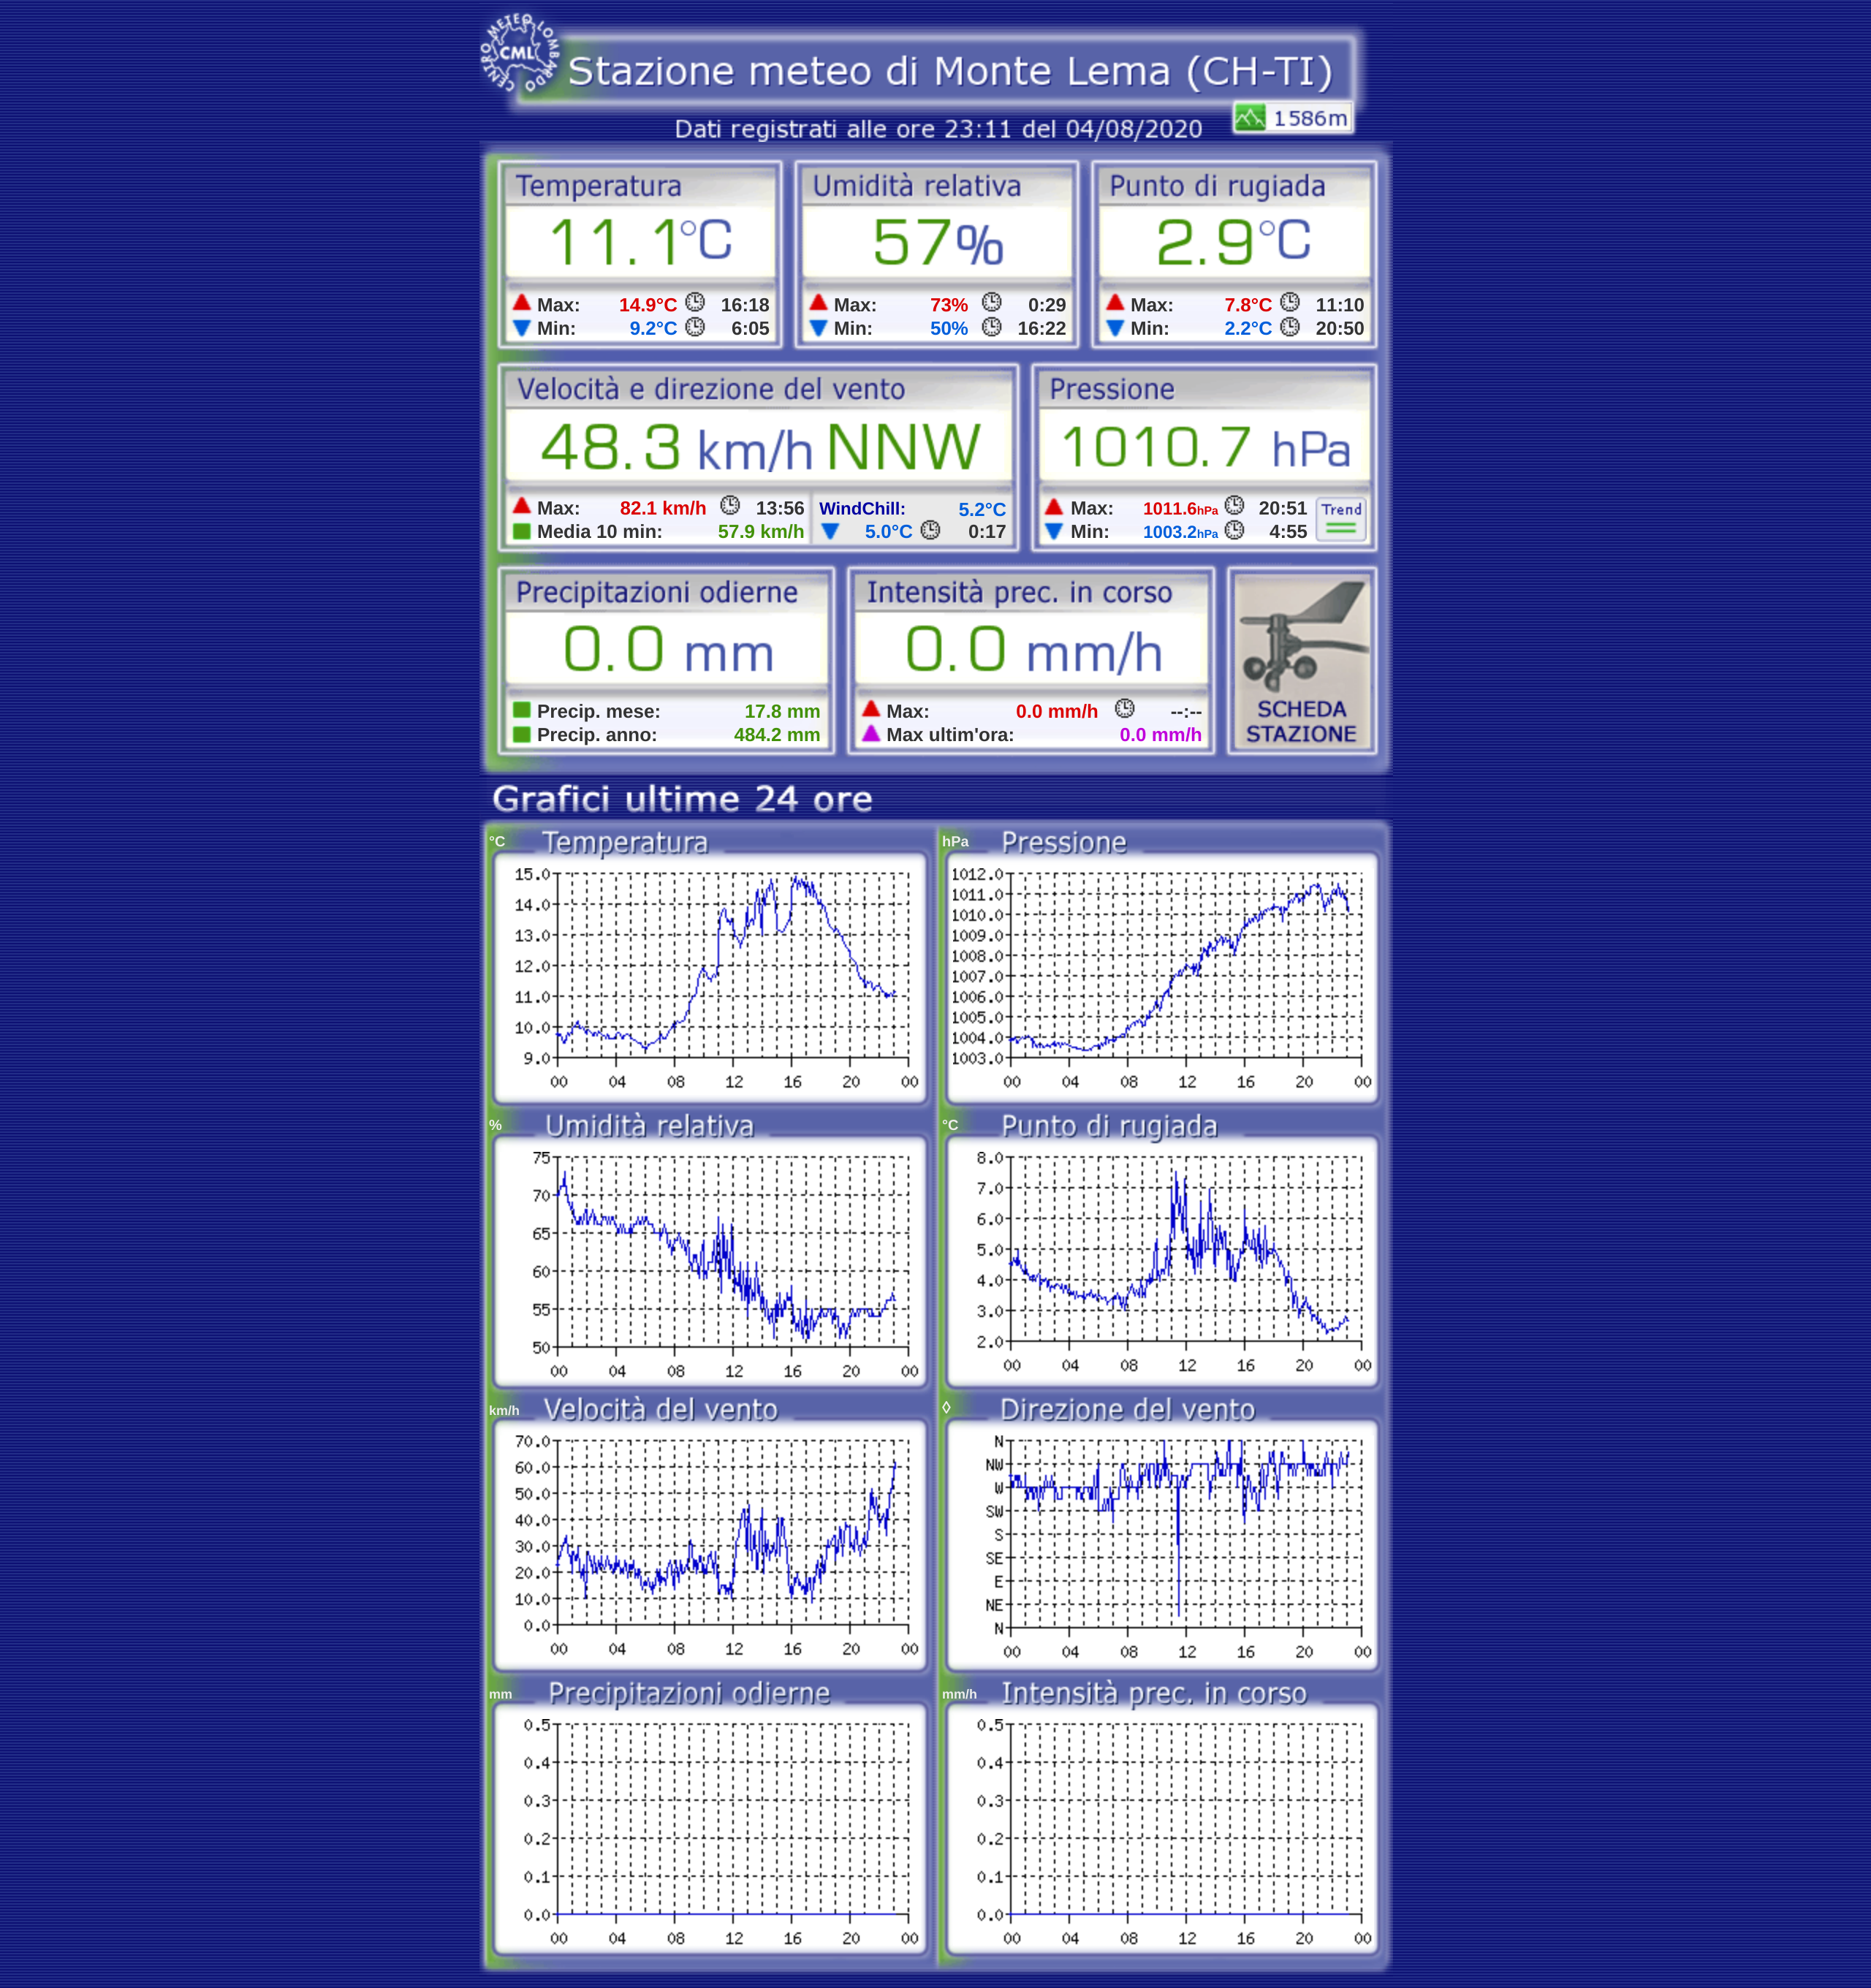 CENTRO METEO LOMBARDO
CML
Stazione meteo di Monte Lema (CH-TI)
1586m
Dati registrati alle ore 23:11 del 04/08/2020
Temperatura
11.1°C
Max: 14.9°C 16:18
Min: 9.2°C 6:05
Umidità relativa
57%
Max: 73% 0:29
Min: 50% 16:22
Punto di rugiada
2.9°C
Max: 7.8°C 11:10
Min: 2.2°C 20:50
Velocità e direzione del vento
48.3 km/h NNW
Max: 82.1 km/h 13:56
Media 10 min: 57.9 km/h
WindChill: 5.2°C
5.0°C 0:17
Pressione
1010.7 hPa
Max: 1011.6hPa 20:51
Min: 1003.2hPa 4:55
Trend
Precipitazioni odierne
0.0 mm
Precip. mese: 17.8 mm
Precip. anno: 484.2 mm
Intensità prec. in corso
0.0 mm/h
Max: 0.0 mm/h --:--
Max ultim'ora: 0.0 mm/h
SCHEDA
STAZIONE
Grafici ultime 24 ore
°C Temperatura
15.0
14.0
13.0
12.0
11.0
10.0
9.0
00 04 08 12 16 20 00
hPa Pressione
1012.0
1011.0
1010.0
1009.0
1008.0
1007.0
1006.0
1005.0
1004.0
1003.0
00 04 08 12 16 20 00
% Umidità relativa
75
70
65
60
55
50
00 04 08 12 16 20 00
°C Punto di rugiada
8.0
7.0
6.0
5.0
4.0
3.0
2.0
00 04 08 12 16 20 00
km/h Velocità del vento
70.0
60.0
50.0
40.0
30.0
20.0
10.0
0.0
00 04 08 12 16 20 00
◊ Direzione del vento
N
NW
W
SW
S
SE
E
NE
N
00 04 08 12 16 20 00
mm Precipitazioni odierne
0.5
0.4
0.3
0.2
0.1
0.0
00 04 08 12 16 20 00
mm/h Intensità prec. in corso
0.5
0.4
0.3
0.2
0.1
0.0
00 04 08 12 16 20 00